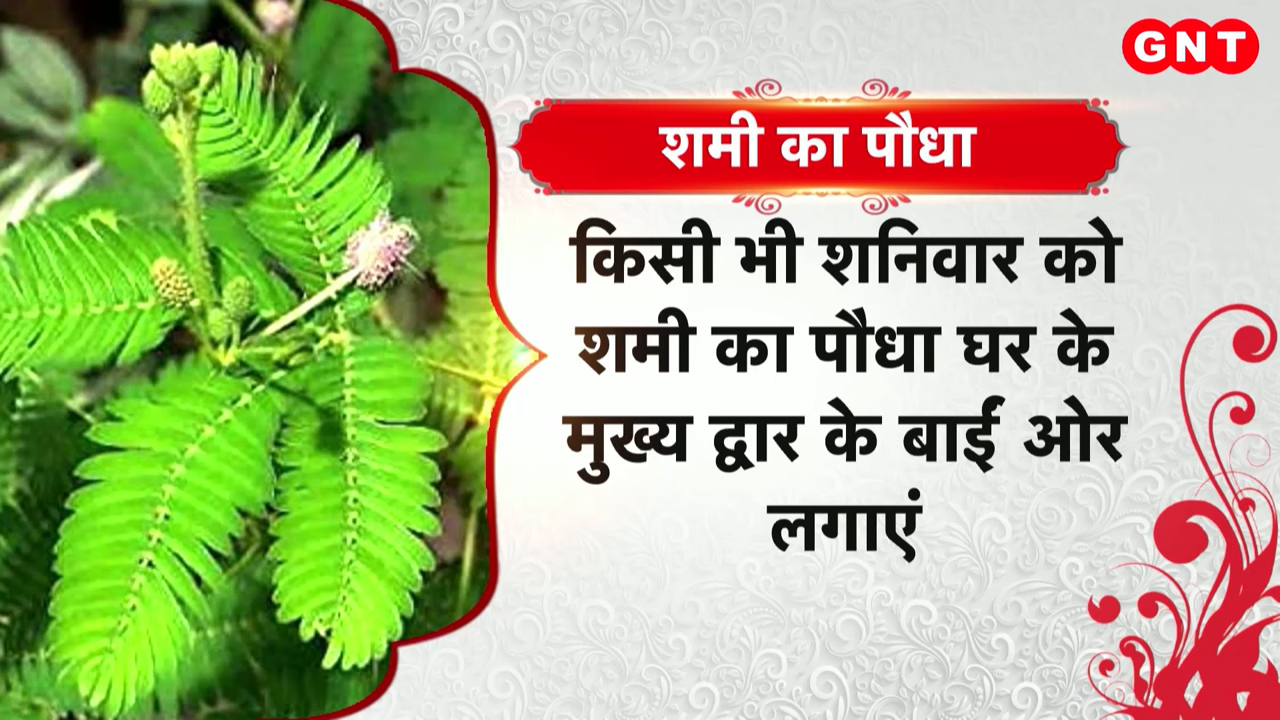 GNT
शमी का पौधा
किसी भी शनिवार को
शमी का पौधा घर के
मुख्य द्वार के बाईं ओर
लगाएं